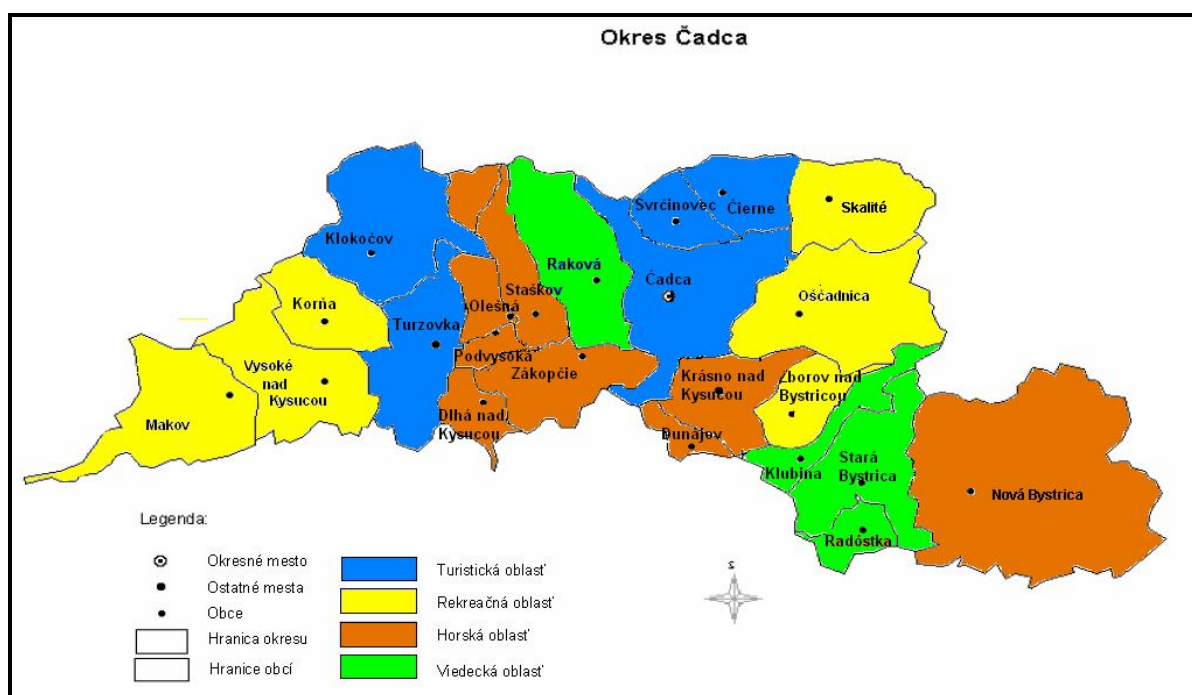 Okres Čadca
Svrčinovec
Čierne
Skalité
Klokočov
Raková
Čadca
Oščadnica
Korňa
Olešná
Staškov
Turzovka
Podvysoká
Zákopčie
Vysoké
nad
Kysucou
Krásno nad
Kysucou
Zborov nad
Bystricou
Makov
Dlhá nad
Kysucou
Dunajov
Klubina
Stará
Bystrica
Nová Bystrica
Radôstka
Legenda:
Okresné mesto
Ostatné mesta
Obce
Hranica okresu
Hranice obcí
Turistická oblasť
Rekreačná oblasť
Horská oblasť
Viedecká oblasť